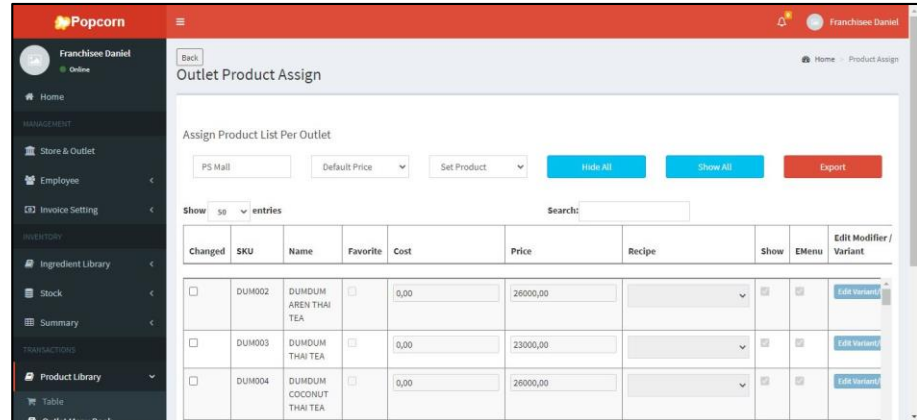 Popcorn
Franchisee Daniel
Franchisee Daniel
Online
Home
MANAGEMENT
Store & Outlet
Employee
Invoice Setting
INVENTORY
Ingredient Library
Stock
Summary
TRANSACTIONS
Product Library
Table
Outlet Menu Book
Back
Home > Product Assign
Outlet Product Assign
Assign Product List Per Outlet
PS Mall Default Price Set Product Hide All Show All Export
Show 50 entries Search:
Changed SKU Name Favorite Cost Price Recipe Show EMenu Edit Modifier /
Variant
DUM002 DUMDUM 0,00 26000,00 Edit Variant/
AREN THAI
TEA
DUM003 DUMDUM 0,00 23000,00 Edit Variant/
THAI TEA
DUM004 DUMDUM 0,00 26000,00 Edit Variant/
COCONUT
THAI TEA